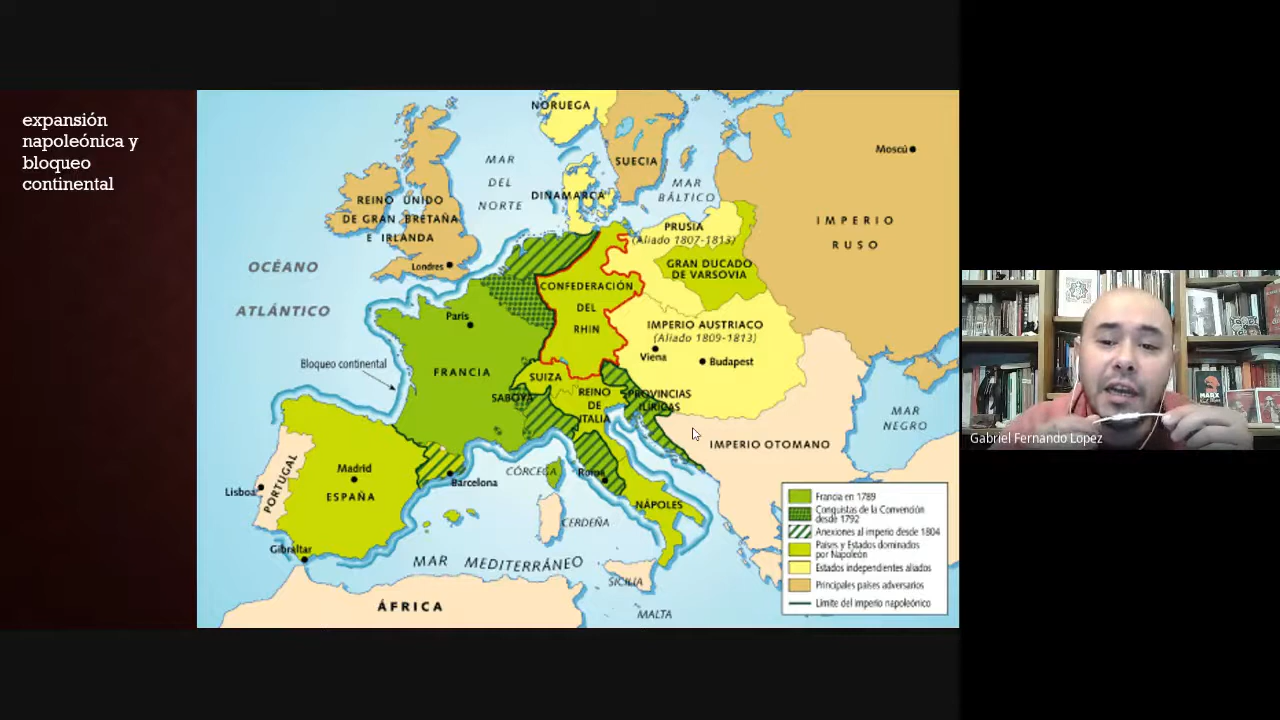 expansión
napoleónica y
bloqueo
continental
NORUEGA
SUECIA
Moscú
MAR
DEL
NORTE
DINAMARCA
MAR
BÁLTICO
REINO UNIDO
DE GRAN BRETAÑA
E IRLANDA
Londres
PRUSIA
(Aliado 1807-1813)
IMPERIO
RUSO
GRAN DUCADO
DE VARSOVIA
OCÉANO
ATLÁNTICO
CONFEDERACIÓN
DEL
RHIN
París
IMPERIO AUSTRIACO
(Aliado 1809-1813)
Viena
Budapest
Bloqueo continental
FRANCIA
SUIZA
SABOYA
REINO
DE
ITALIA
PROVINCIAS
ILÍRICAS
MAR
NEGRO
IMPERIO OTOMANO
PORTUGAL
Lisboa
Madrid
ESPAÑA
Barcelona
CÓRCEGA
Roma
NÁPOLES
CERDEÑA
Gibraltar
MAR MEDITERRÁNEO
SICILIA
MALTA
ÁFRICA
Francia en 1789
Conquistas de la Convención
desde 1792
Anexiones al imperio desde 1804
Países y Estados dominados
por Napoleón
Estados independientes aliados
Principales países adversarios
Límite del imperio napoleónico
MARX
Gabriel Fernando Lopez